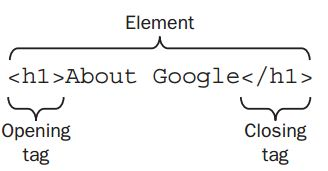 Element
<h1>About Google</h1>
Opening
tag
Closing
tag